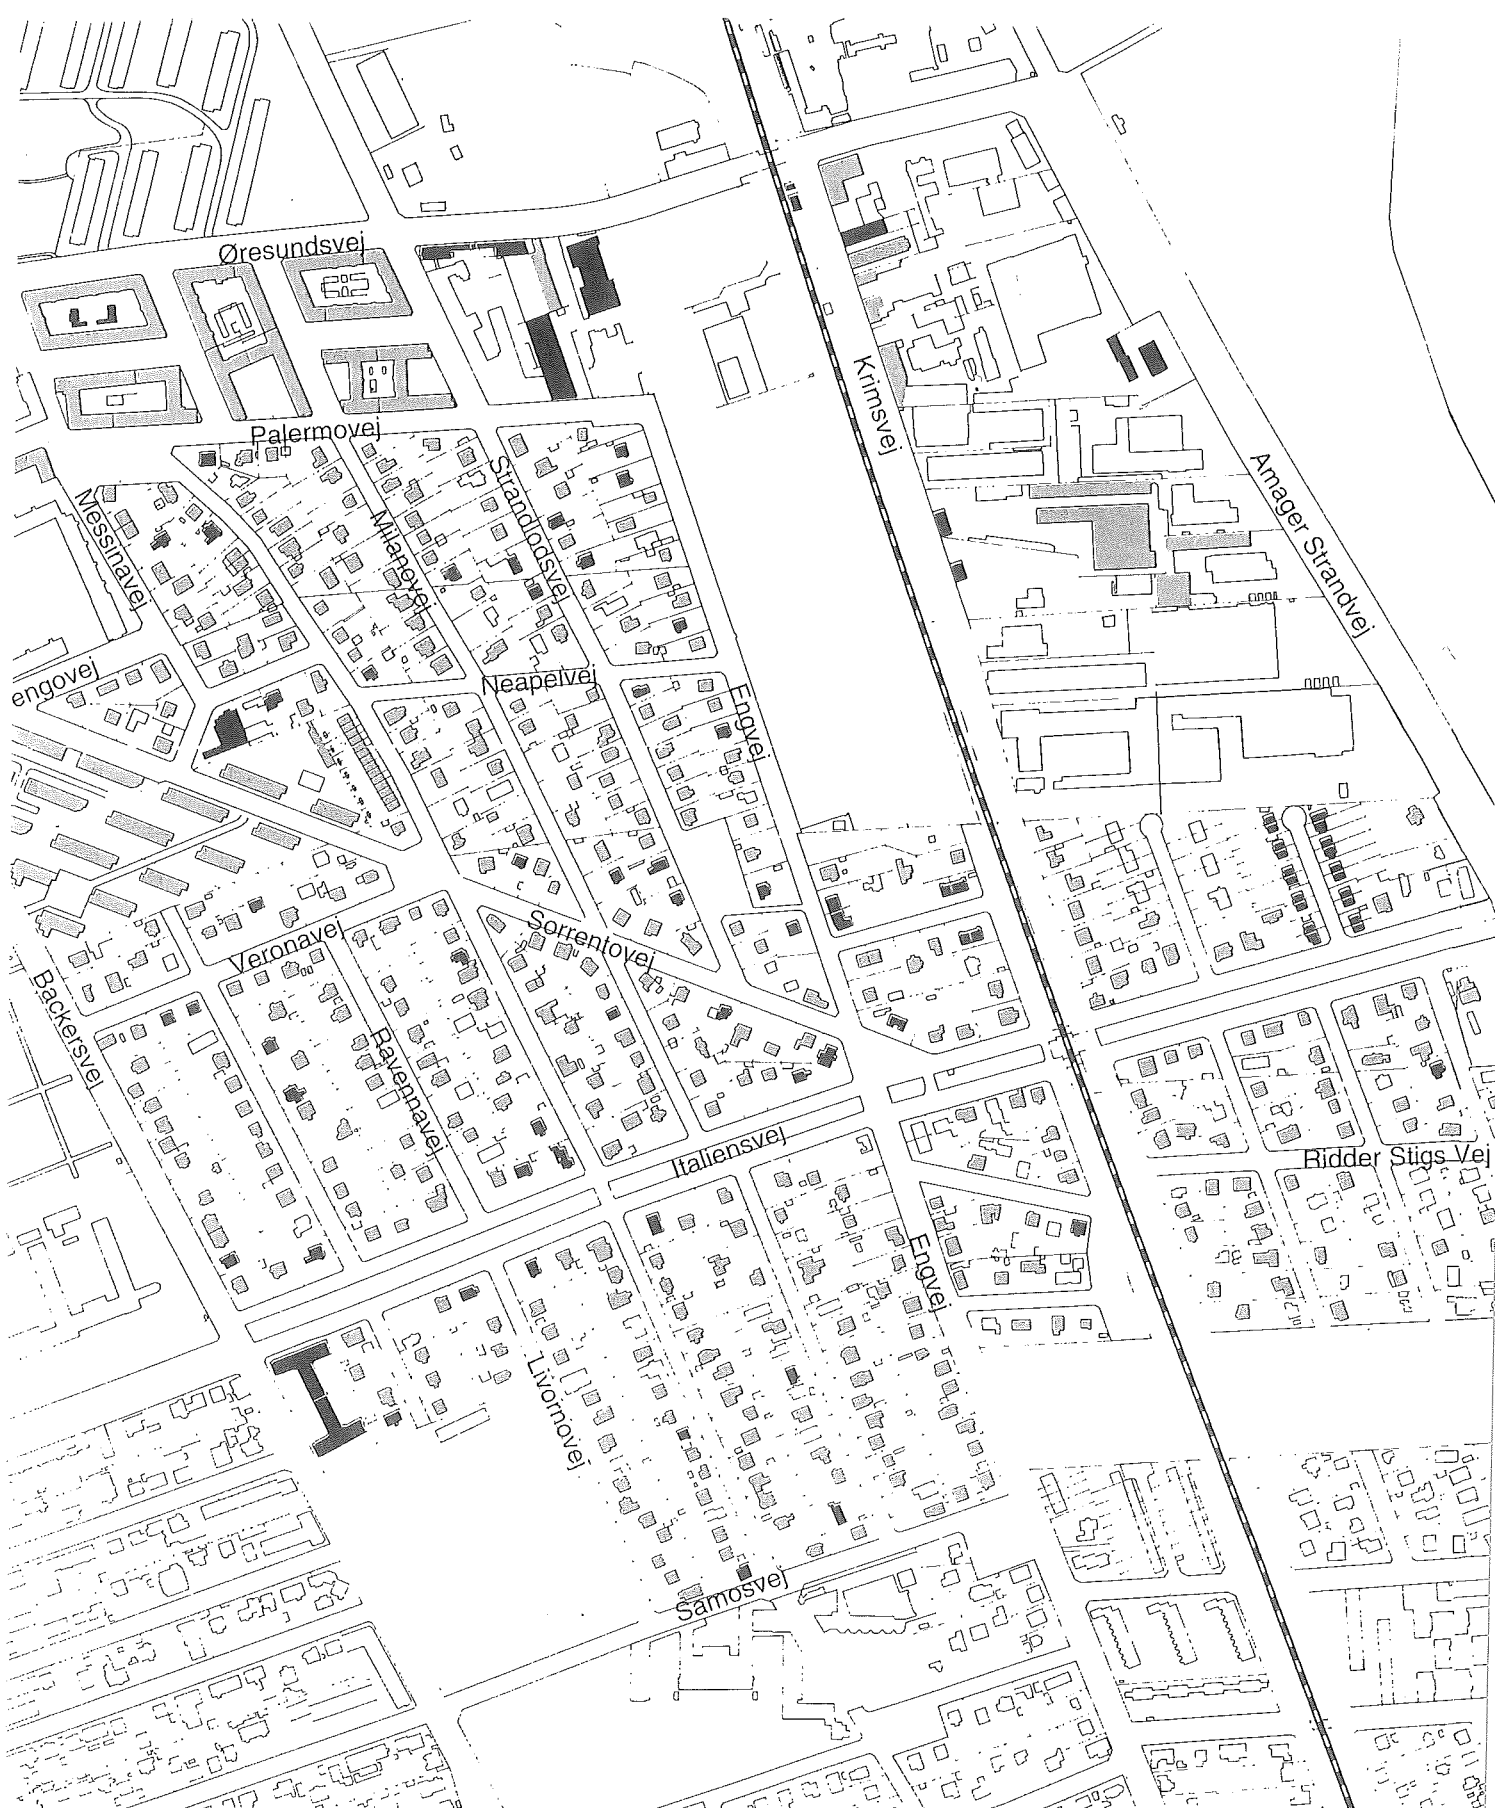 Øresundsvej
Krimsvej
Palermovej
Strandlodsvej
Amager Strandvej
Messinavej
Milanovej
engovej
Neapelvej
Engvej
Sorrentovej
Veronavej
Backersvej
Ravennavej
Italiensvej
Ridder Stigs Vej
Engvej
Livornovej
Samosvej